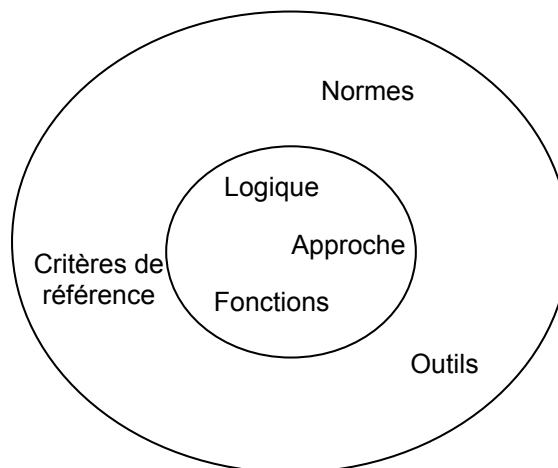 Normes
Logique
Approche
Critères de
référence
Fonctions
Outils